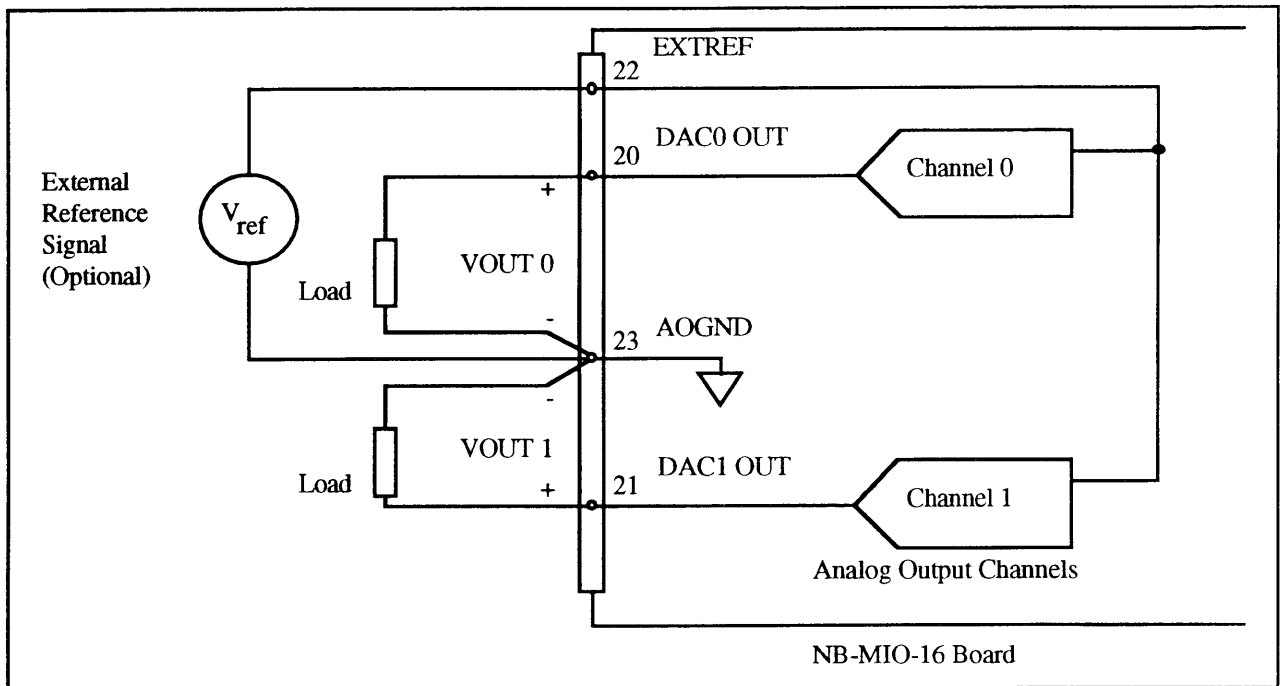 EXTREF
22
DAC0 OUT
20
Channel 0
External
Reference
Signal
(Optional)
V ref
+
VOUT 0
Load
-
AOGND
23
-
VOUT 1
DAC1 OUT
Load
+
21
Channel 1
Analog Output Channels
NB-MIO-16 Board